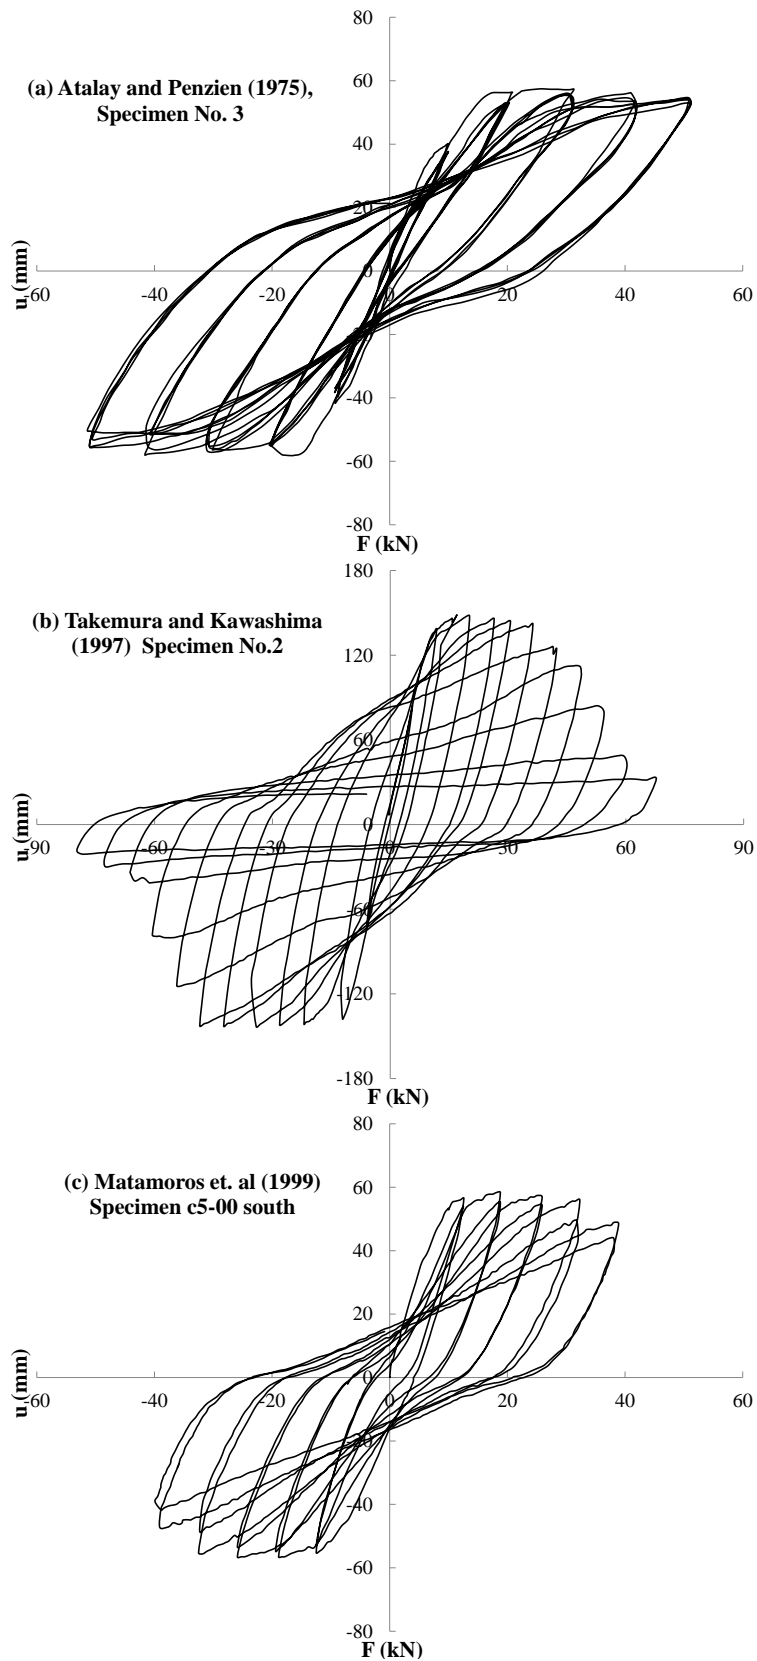 80
(a) Atalay and Penzien (1975),
Specimen No. 3
60
40
20
u (mm)
0
-60 -40 -20 0 20 40 60
-20
-40
-60
-80
F (kN)
180
(b) Takemura and Kawashima
(1997) Specimen No.2
120
60
u (mm)
0
-90 -60 -30 0 30 60 90
-60
-120
-180
F (kN)
80
(c) Matamoros et. al (1999)
Specimen c5-00 south
60
40
20
u (mm)
0
-60 -40 -20 0 20 40 60
-20
-40
-60
-80
F (kN)